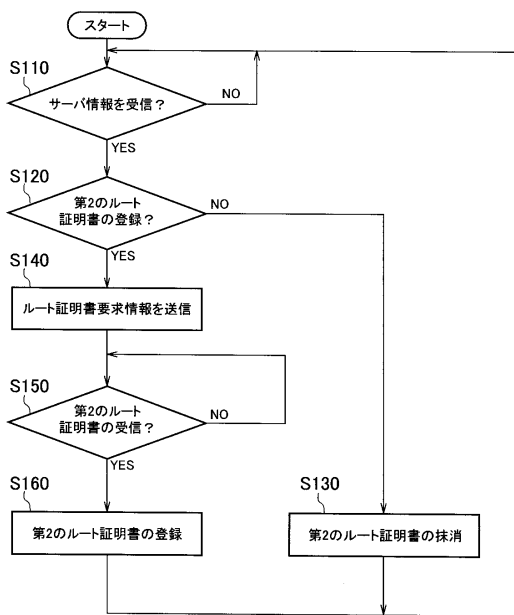 スタート
S110
サーバ情報を受信?
NO
YES
S120
第2のルート
証明書の登録?
NO
YES
S140
ルート証明書要求情報を送信
S150
第2のルート
証明書の受信?
NO
YES
S160
第2のルート証明書の登録
S130
第2のルート証明書の抹消